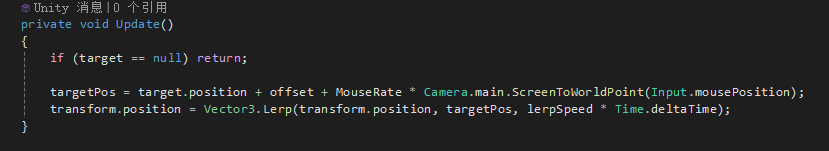 Unity 消息|0 个引用
private void Update()
{
if (target == null) return;
targetPos = target.position + offset + MouseRate * Camera.main.ScreenToWorldPoint(Input.mousePosition);
transform.position = Vector3.Lerp(transform.position, targetPos, lerpSpeed * Time.deltaTime);
}